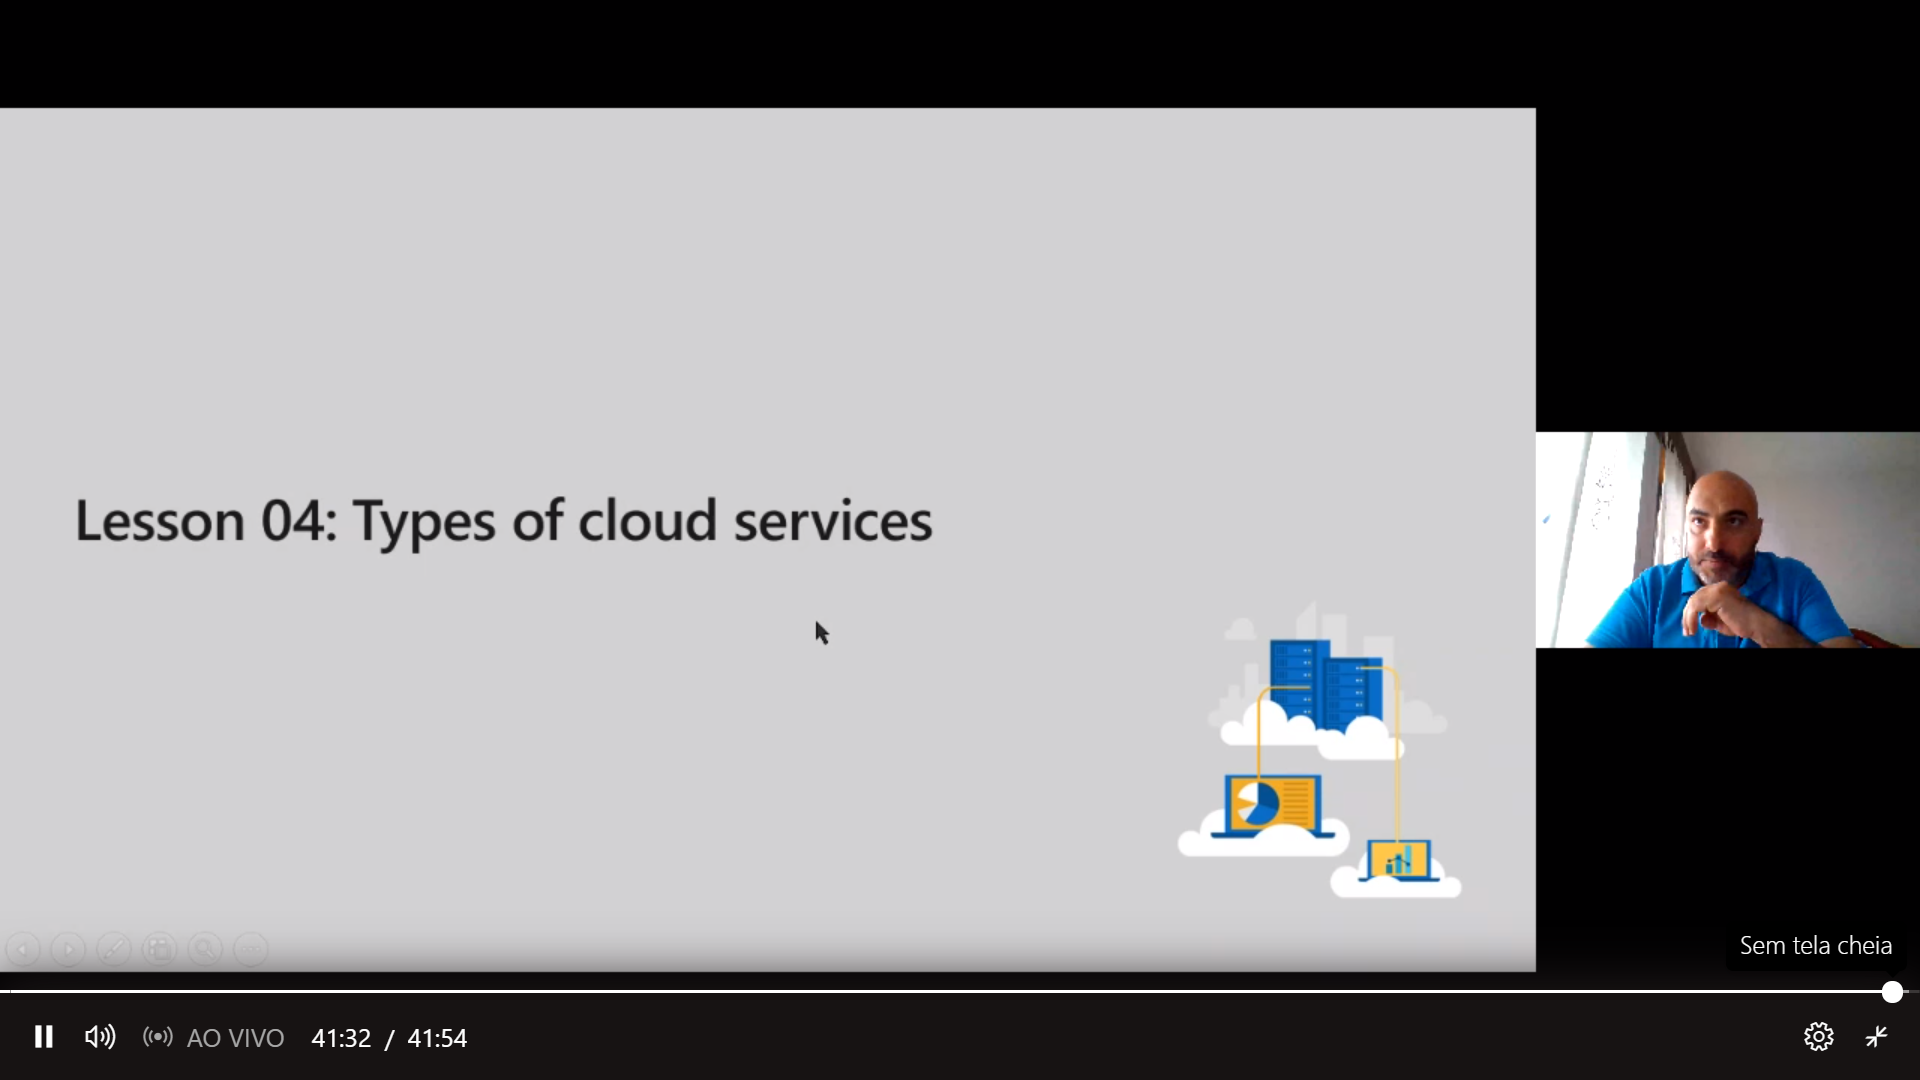 Lesson 04: Types of cloud services
Sem tela cheia
AO VIVO 41:32 / 41:54